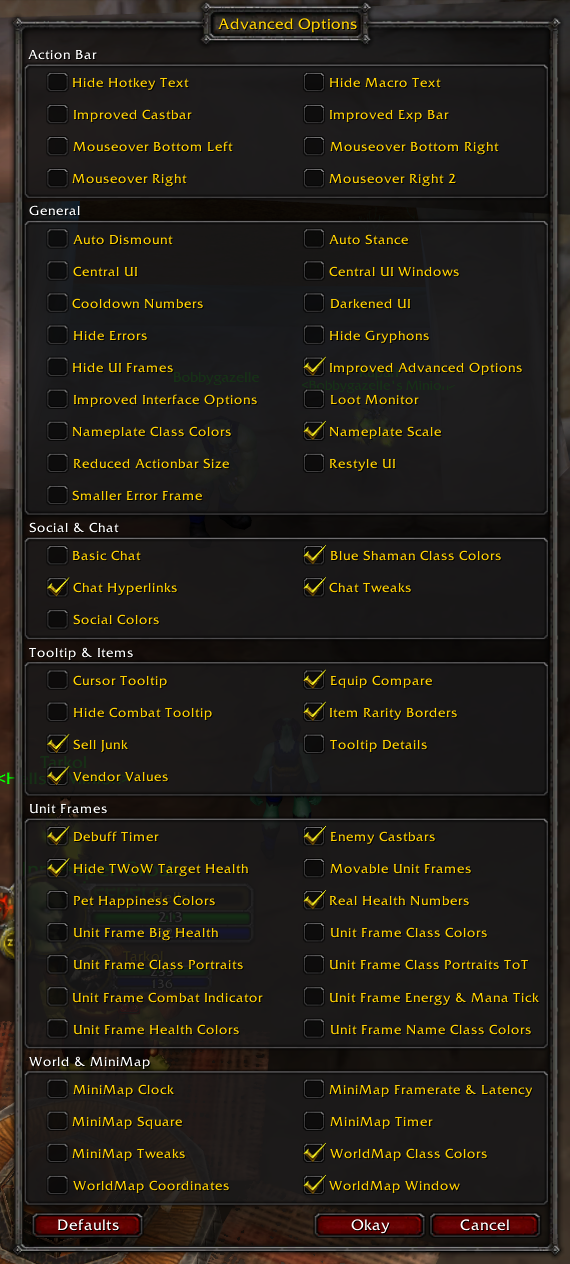 Advanced Options
Action Bar
Hide Hotkey Text Hide Macro Text
Improved Castbar Improved Exp Bar
Mouseover Bottom Left Mouseover Bottom Right
Mouseover Right Mouseover Right 2
General
Auto Dismount Auto Stance
Central UI Central UI Windows
Cooldown Numbers Darkened UI
Hide Errors Hide Gryphons
Hide UI Frames Improved Advanced Options
Bobbygazelle
Improved Interface Options Loot Monitor
Nameplate Class Colors Nameplate Scale
Reduced Actionbar Size Restyle UI
Smaller Error Frame
Social & Chat
Basic Chat Blue Shaman Class Colors
Chat Hyperlinks Chat Tweaks
Social Colors
Tooltip & Items
Cursor Tooltip Equip Compare
Hide Combat Tooltip Item Rarity Borders
Sell Junk Tooltip Details
Tarkol
Vendor Values
Unit Frames
Debuff Timer Enemy Castbars
Hide TWoW Target Health Movable Unit Frames
Pet Happiness Colors Real Health Numbers
213
Unit Frame Big Health Unit Frame Class Colors
Tarkol
Unit Frame Class Portraits Unit Frame Class Portraits ToT
136
Unit Frame Combat Indicator Unit Frame Energy & Mana Tick
Unit Frame Health Colors Unit Frame Name Class Colors
World & MiniMap
MiniMap Clock MiniMap Framerate & Latency
MiniMap Square MiniMap Timer
MiniMap Tweaks WorldMap Class Colors
WorldMap Coordinates WorldMap Window
Defaults Okay Cancel